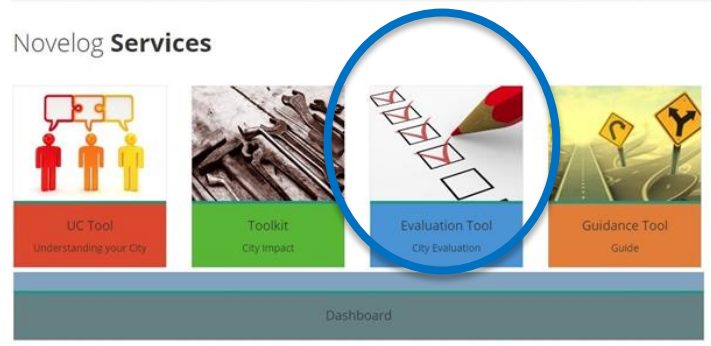 Novelog Services
UC Tool
Understanding your City
Toolkit
City Impact
Evaluation Tool
City Evaluation
Guidance Tool
Guide
Dashboard